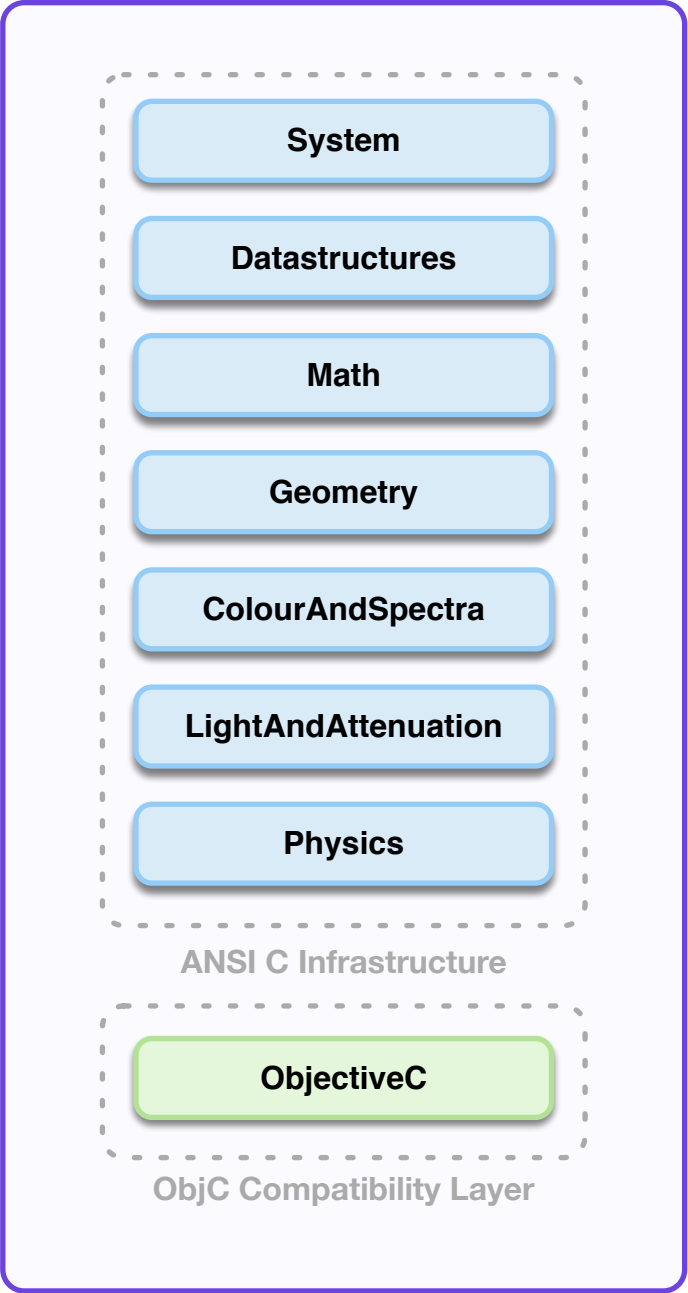 System
Datastructures
Math
Geometry
ColourAndSpectra
LightAndAttenuation
Physics
ANSI C Infrastructure
ObjectiveC
ObjC Compatibility Layer